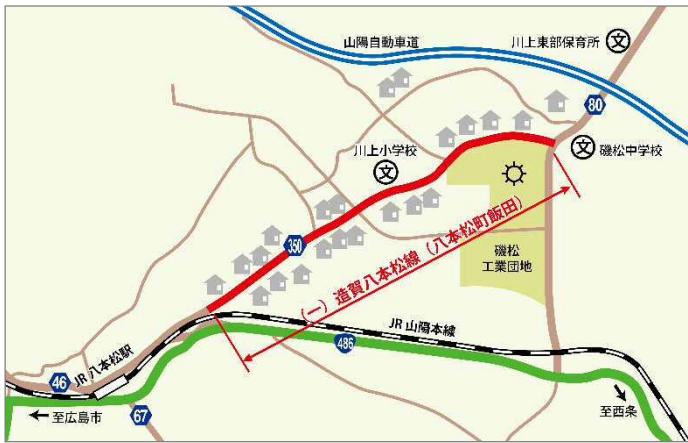 山陽自動車道
川上東部保育所
文
80
川上小学校
文
文
磯松中学校
350
(一)造賀八本松線(八本松町飯田)
磯松
工業団地
JR 山陽本線
486
JR 八本松駅
46
67
至広島市
至西条